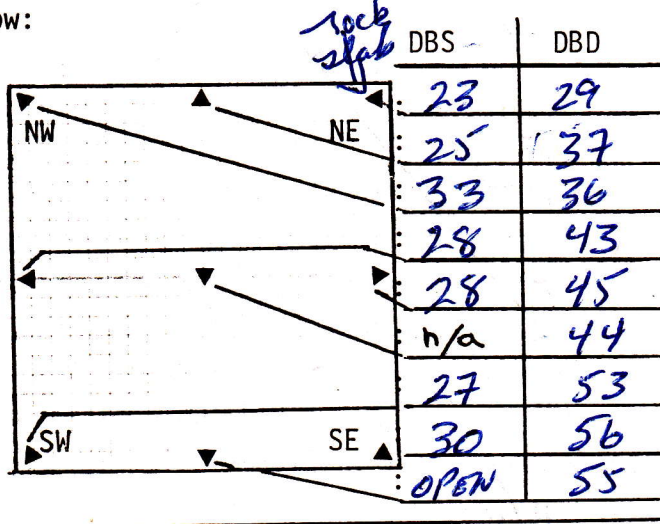 ow:
rock
slab
DBS DBD
23 29
NW NE
25 37
33 36
28 43
28 45
n/a 44
27 53
SW SE
30 56
OPEN 55